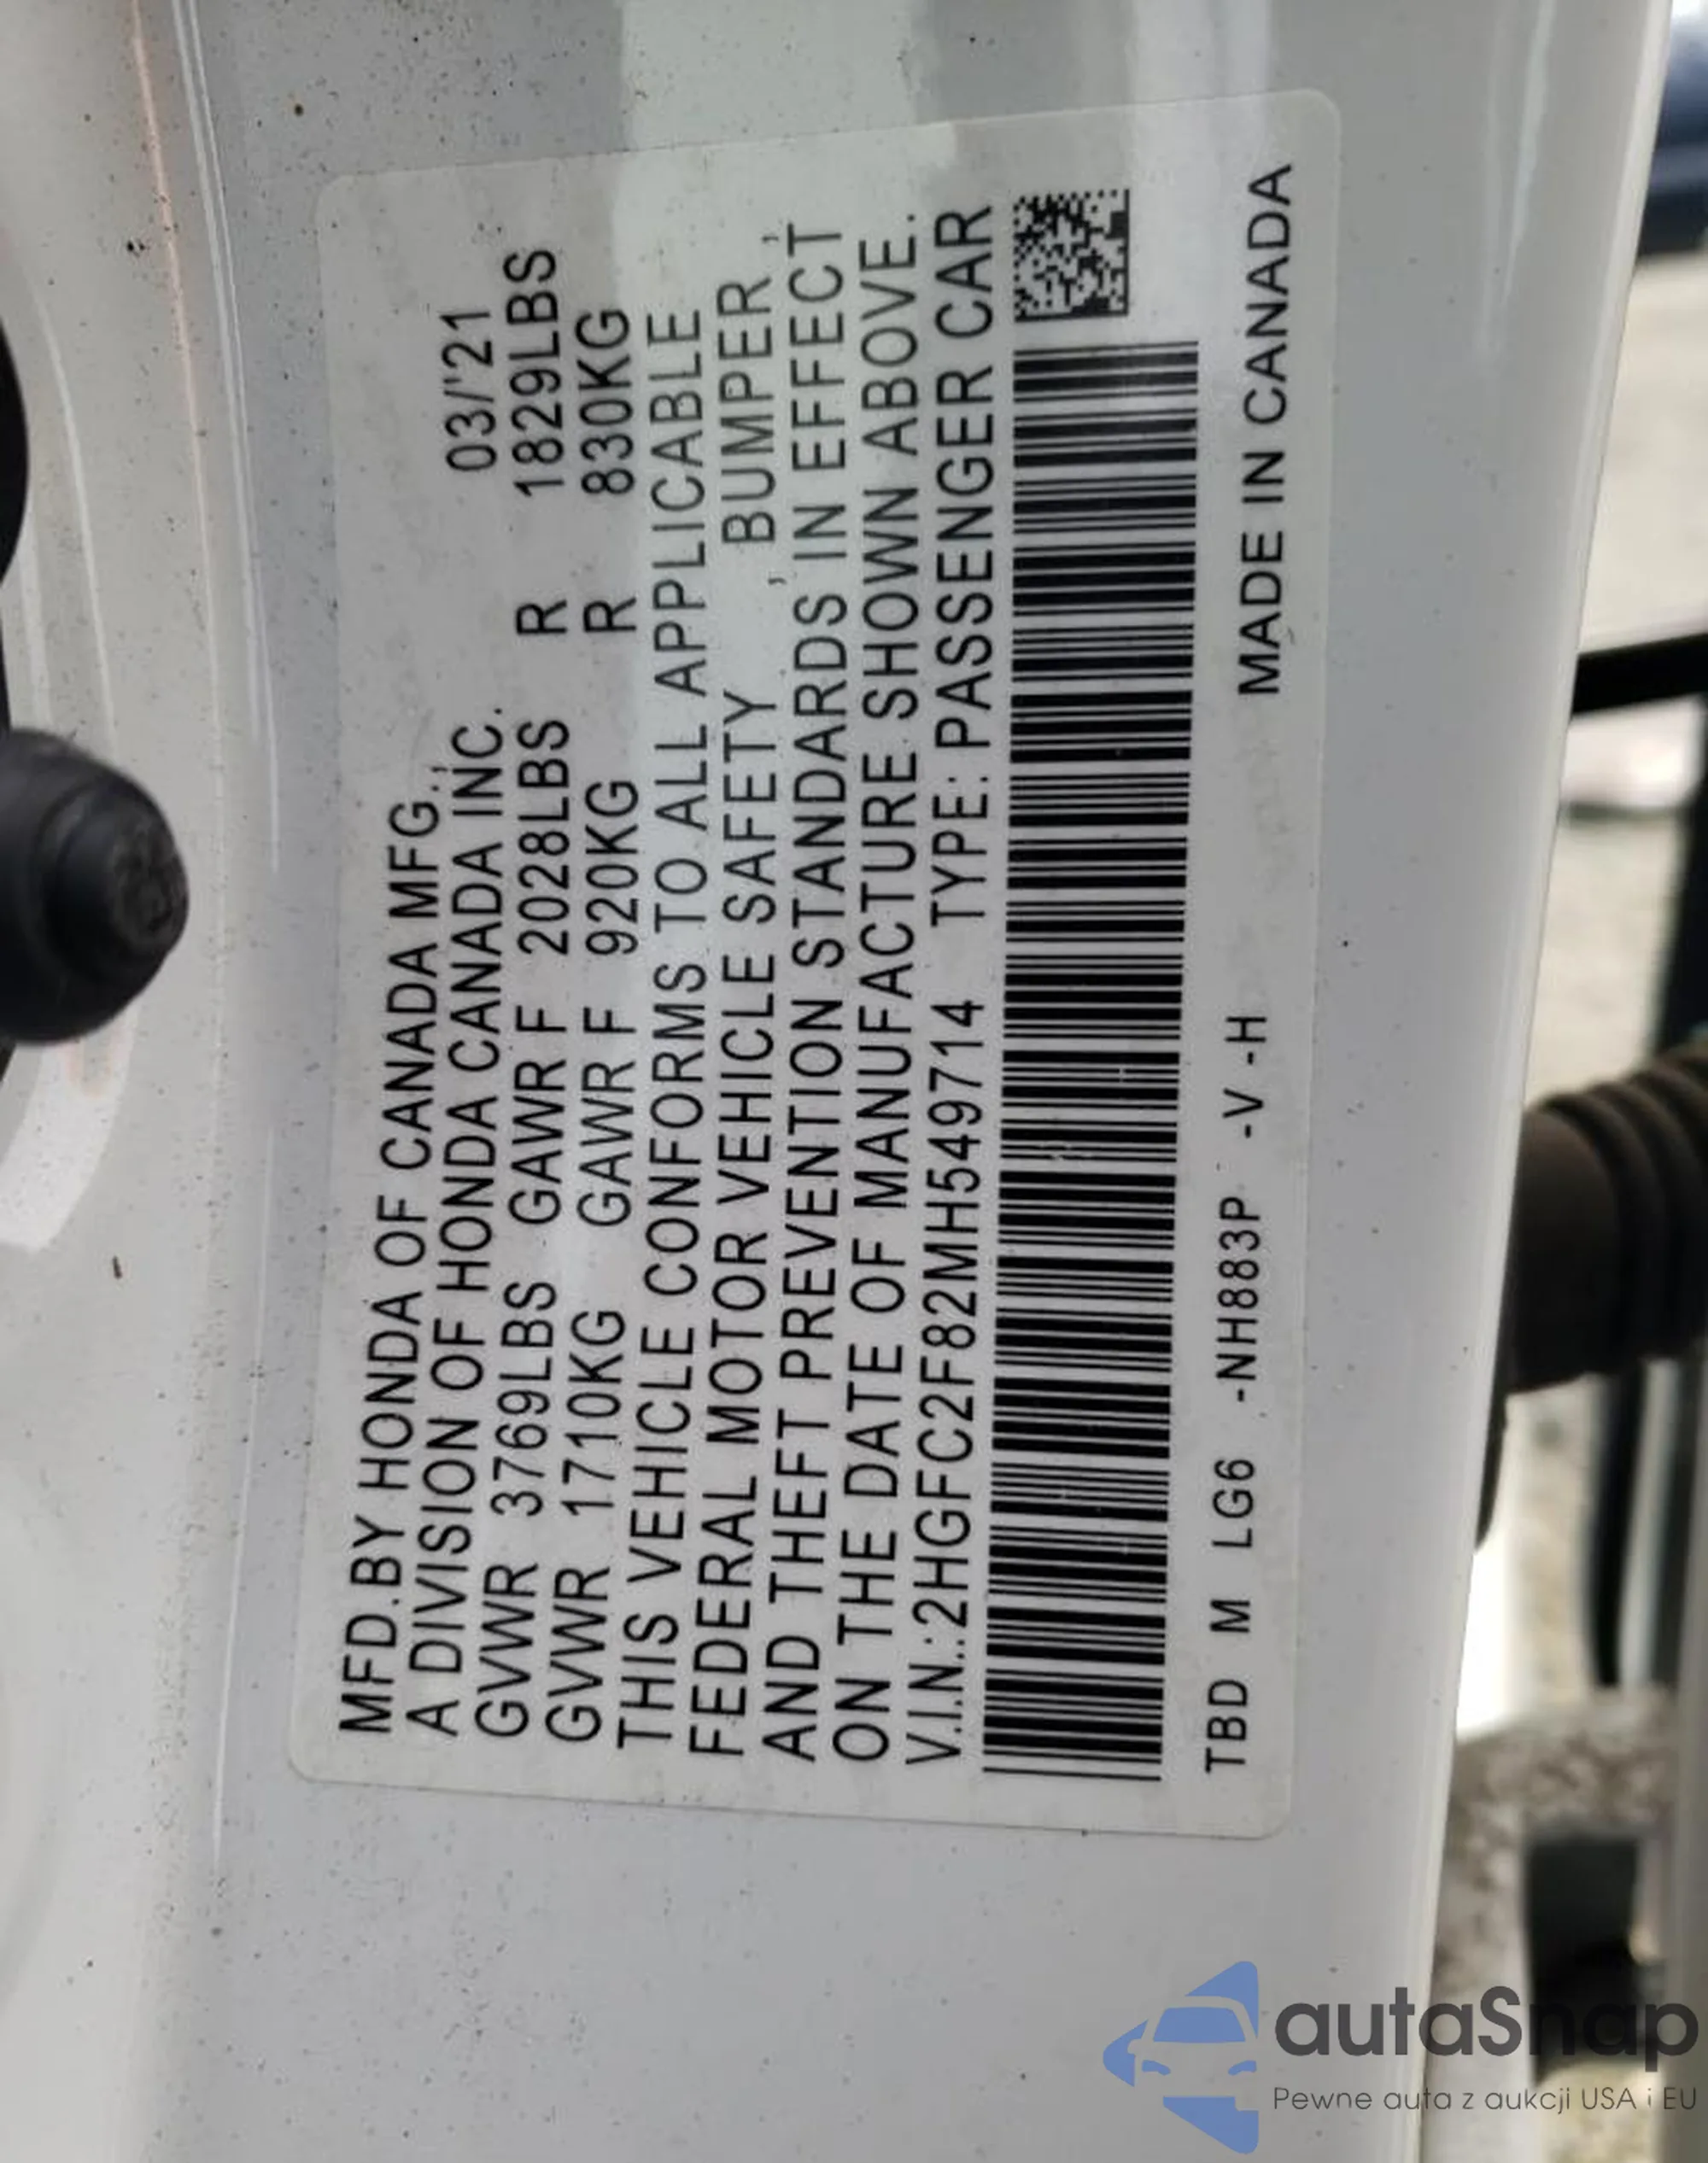 MFD.BY HONDA OF CANADA MFG.,
A DIVISION OF HONDA CANADA INC. 03/'21
GVWR 3769LBS GAWR F 2028LBS R 1829LBS
GVWR 1710KG GAWR F 920KG R 830KG
THIS VEHICLE CONFORMS TO ALL APPLICABLE
FEDERAL MOTOR VEHICLE SAFETY , BUMPER ,
AND THEFT PREVENTION STANDARDS IN EFFECT
ON THE DATE OF MANUFACTURE SHOWN ABOVE.
V.I.N.:2HGFC2F82MH549714 TYPE: PASSENGER CAR
TBD M LG6 -NH883P -V -H MADE IN CANADA
autaSnap
Pewne auta z aukcji USA i EU